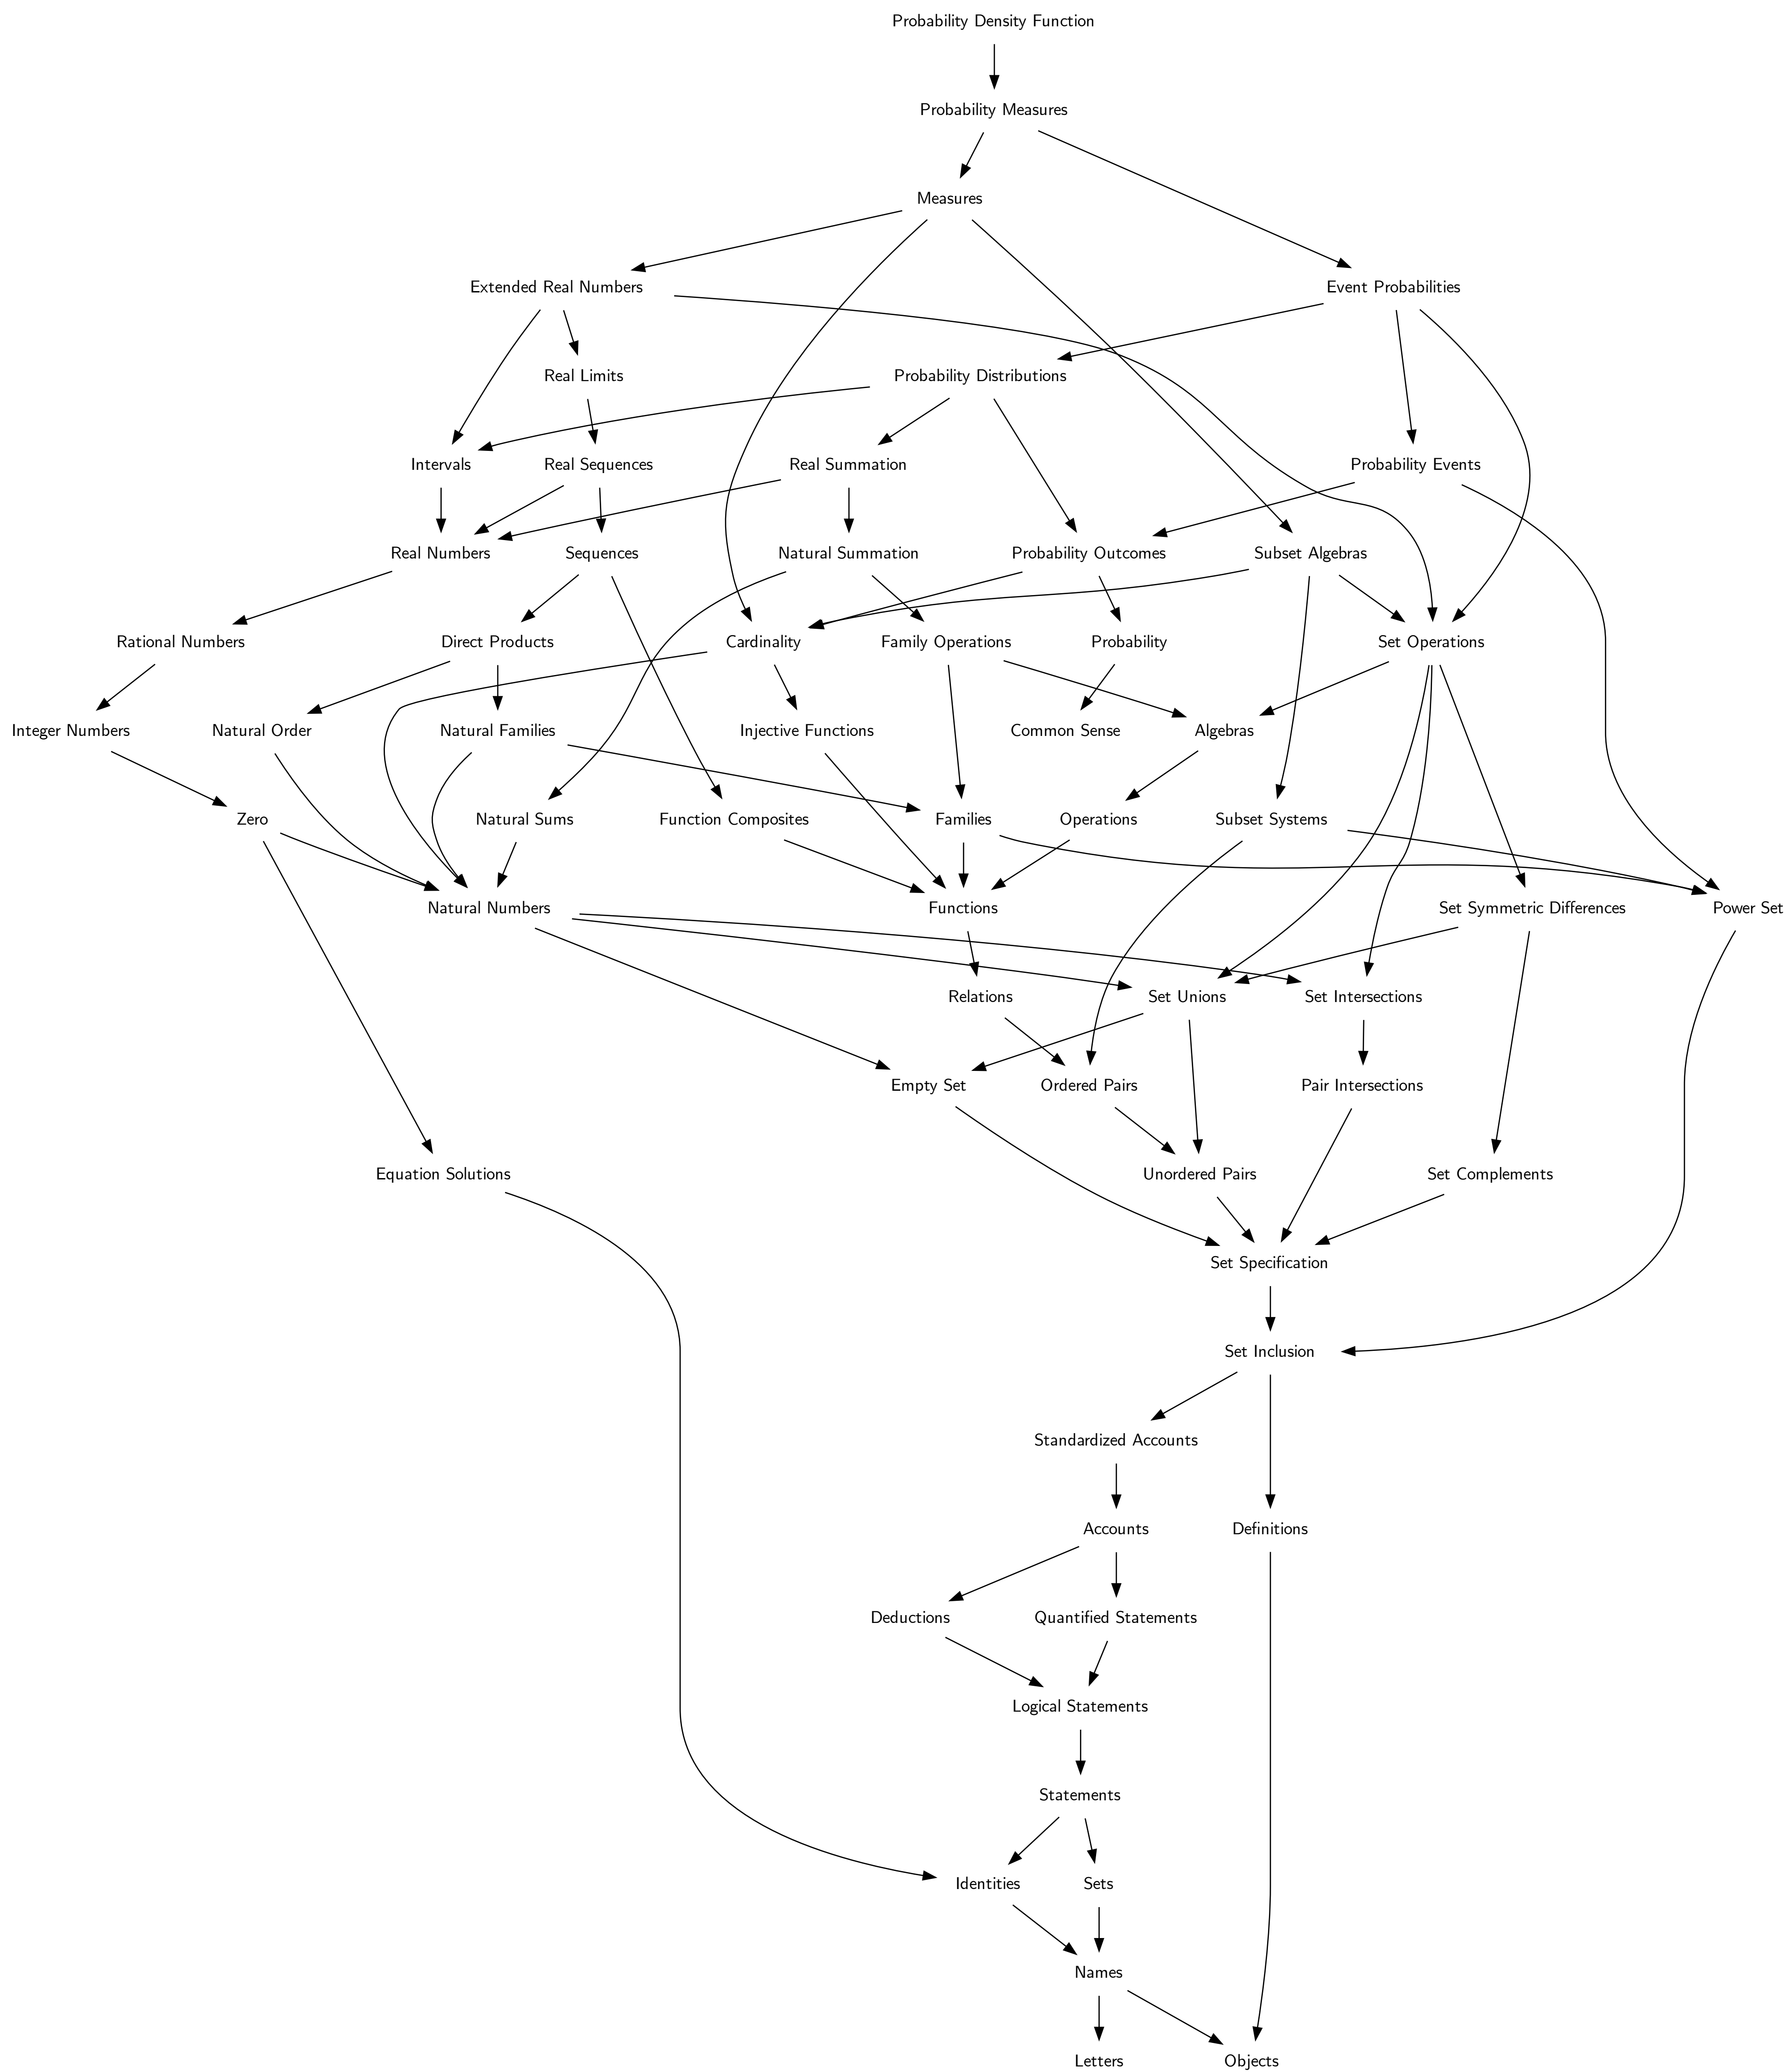 Probability Density Function
Probability Measures
Measures
Extended Real Numbers
Event Probabilities
Real Limits
Probability Distributions
Intervals
Real Sequences
Real Summation
Probability Events
Real Numbers
Sequences
Natural Summation
Probability Outcomes
Subset Algebras
Rational Numbers
Direct Products
Cardinality
Family Operations
Probability
Set Operations
Integer Numbers
Natural Order
Natural Families
Injective Functions
Common Sense
Algebras
Zero
Natural Sums
Function Composites
Families
Operations
Subset Systems
Natural Numbers
Functions
Set Symmetric Differences
Power Set
Relations
Set Unions
Set Intersections
Empty Set
Ordered Pairs
Pair Intersections
Equation Solutions
Unordered Pairs
Set Complements
Set Specification
Set Inclusion
Standardized Accounts
Accounts
Definitions
Deductions
Quantified Statements
Logical Statements
Statements
Identities
Sets
Names
Letters
Objects